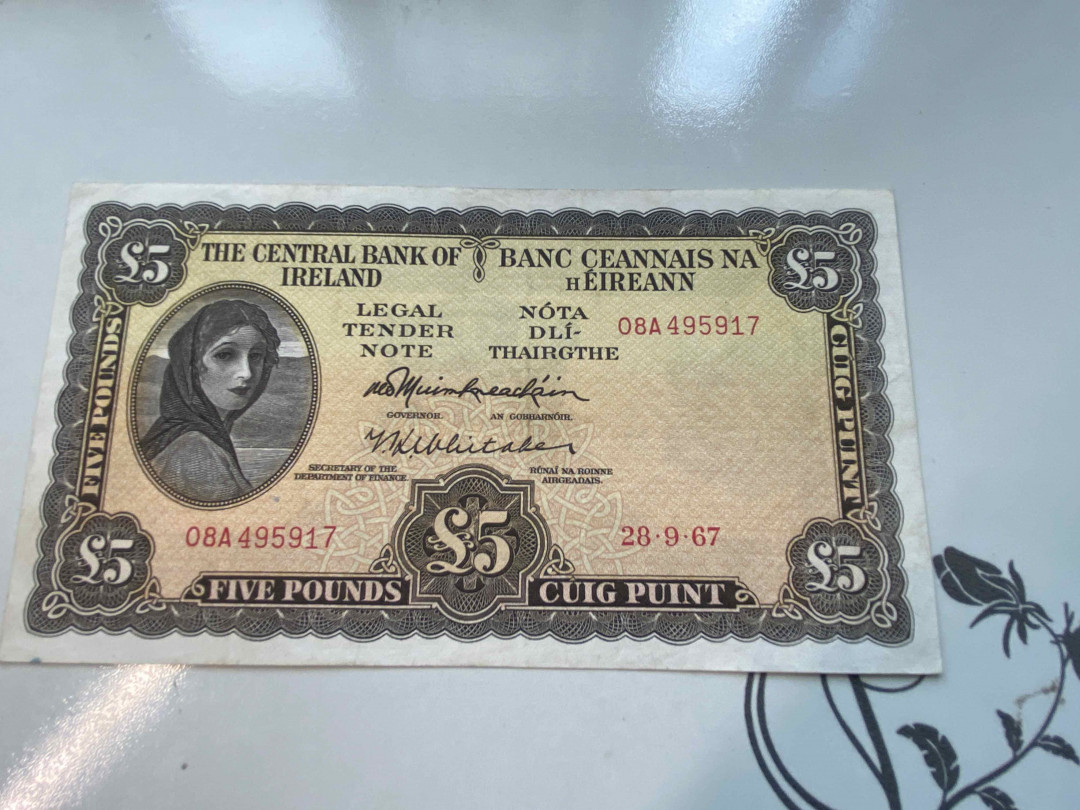 £5
THE CENTRAL BANK OF IRELAND
BANC CEANNAIS NA hÉIREANN
£5
LEGAL TENDER NOTE
NÓTA DLÍ-THAIRGTHE
08A 495917
FIVE POUNDS
CUIG PUINT
GOVERNOR.
AN GOBHARNÓIR.
T.K. Whitaker
SECRETARY OF THE DEPARTMENT OF FINANCE.
RÚNAÍ NA ROINNE AIRGEADAIS.
08A 495917
£5
28·9·67
£5
FIVE POUNDS
CUIG PUINT
£5